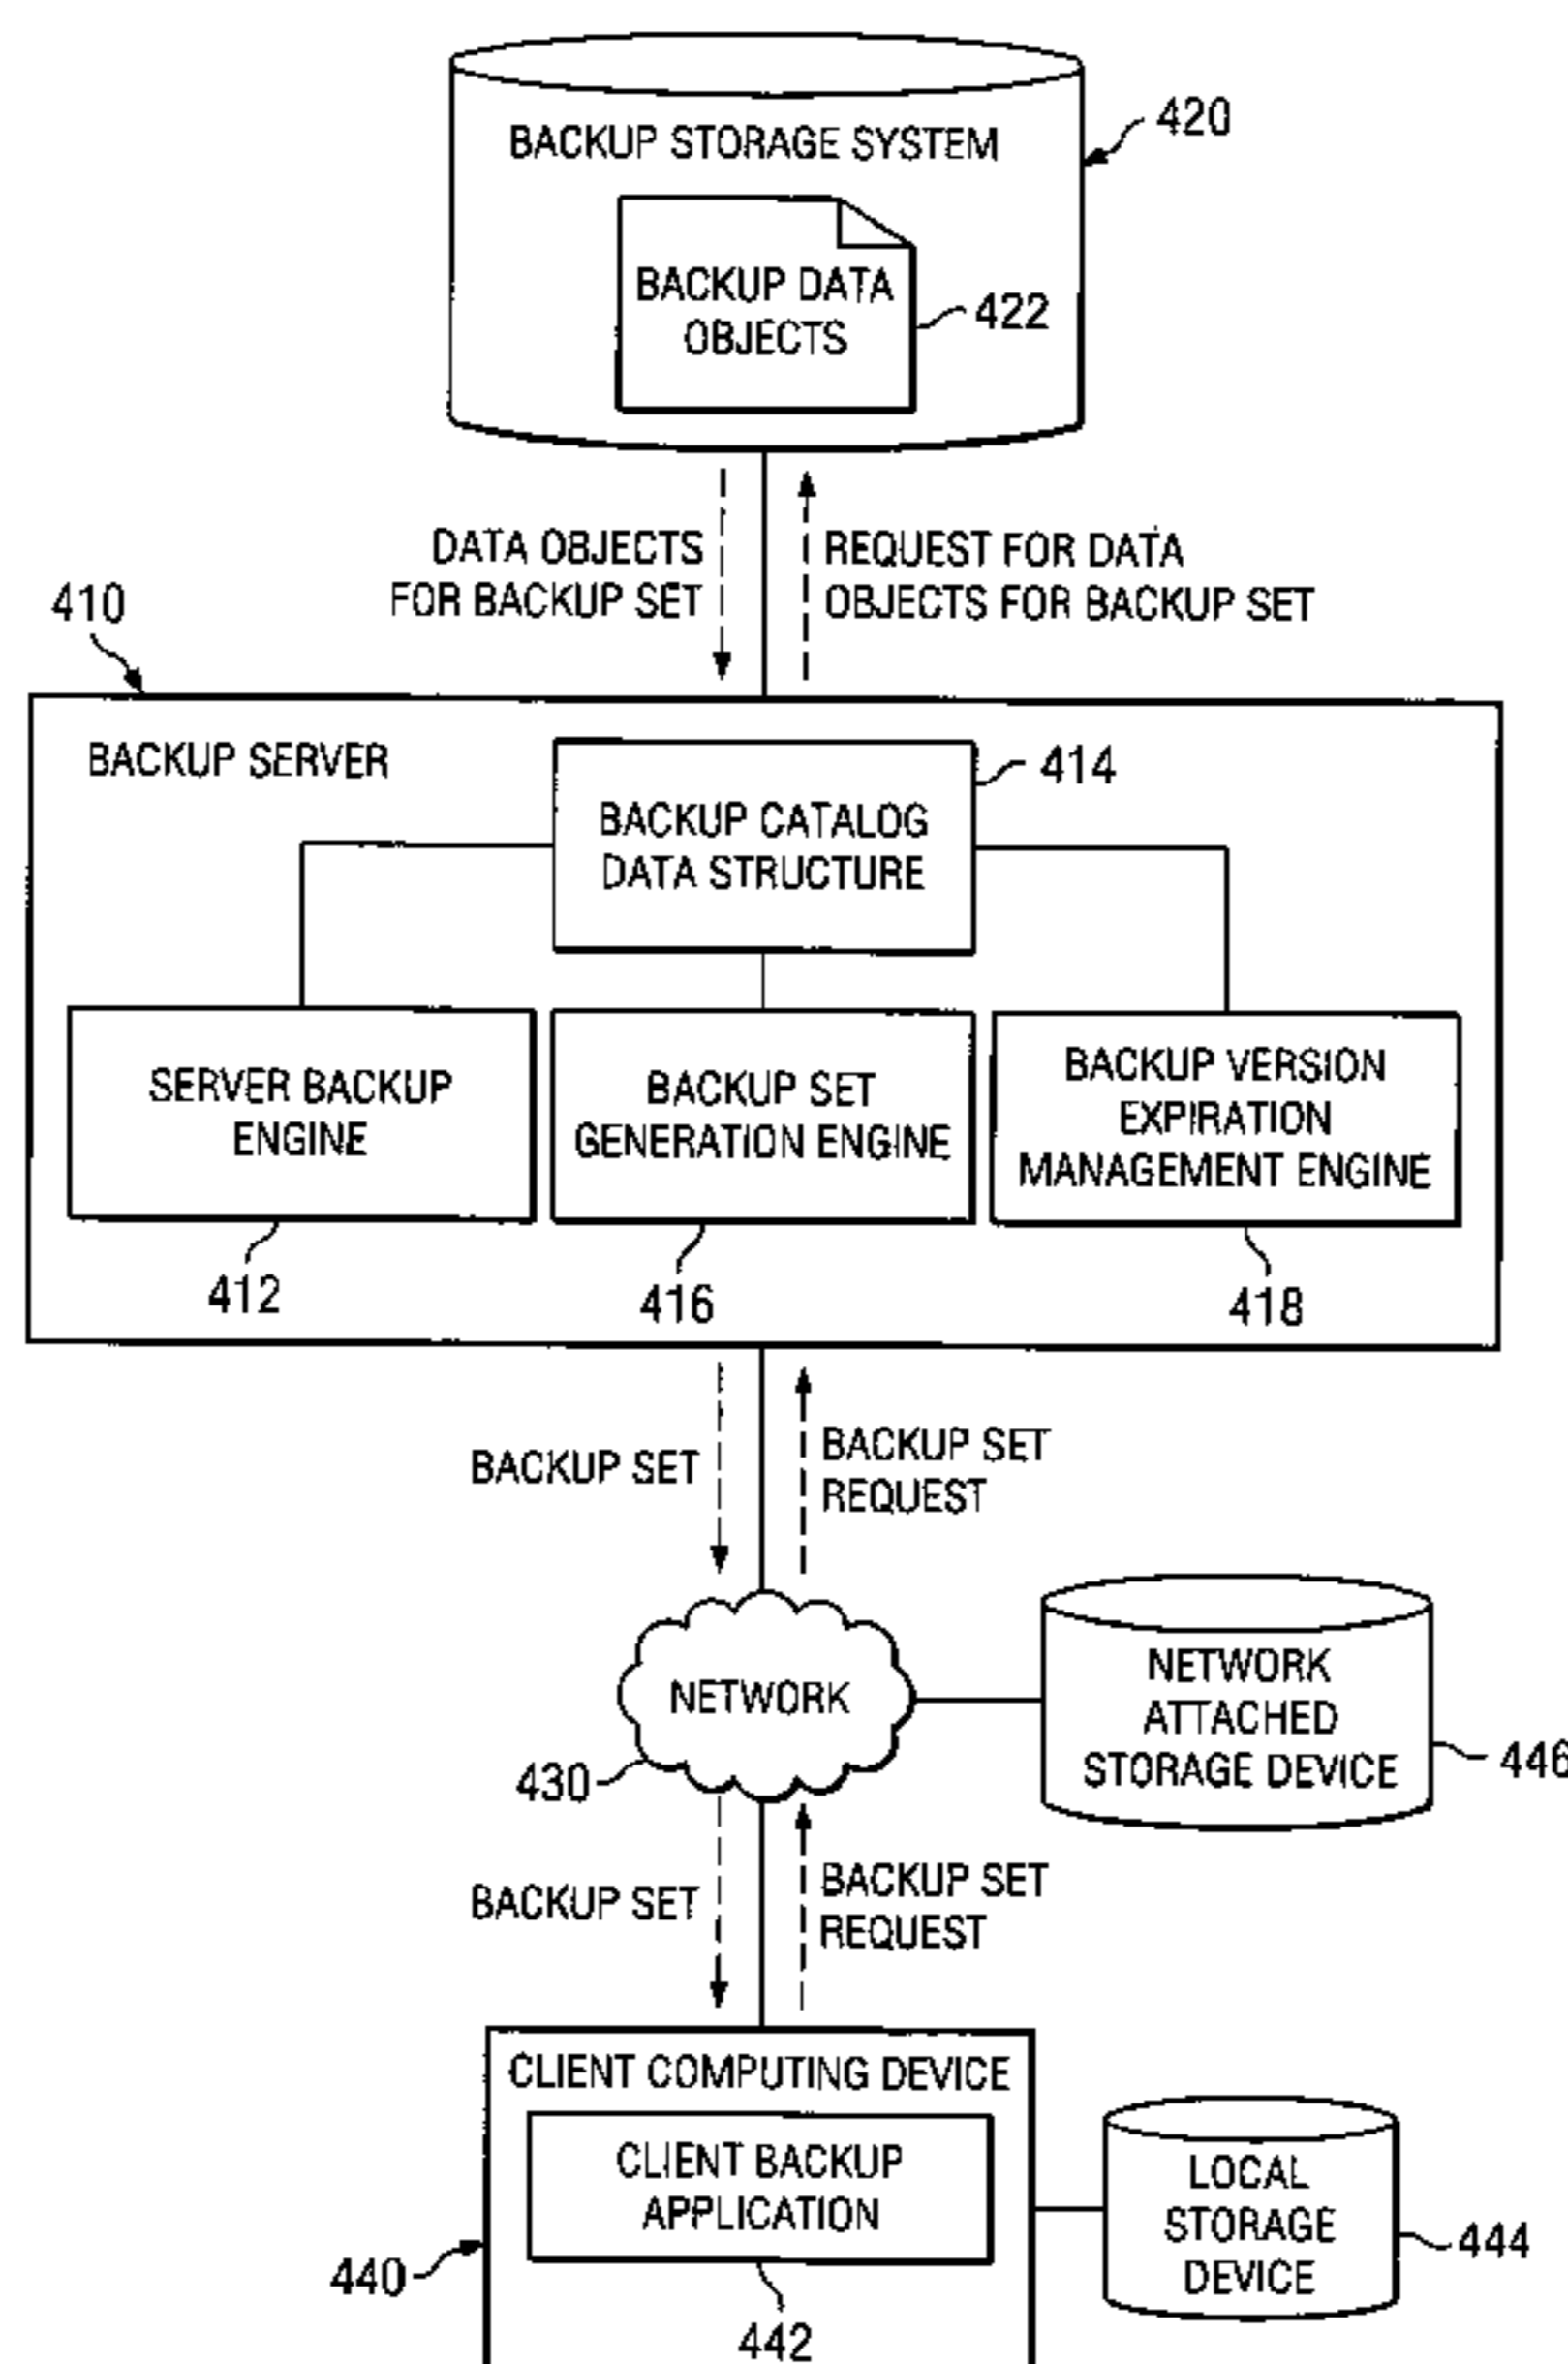 BACKUP STORAGE SYSTEM
420
BACKUP DATA
OBJECTS
422
DATA OBJECTS
FOR BACKUP SET
REQUEST FOR DATA
OBJECTS FOR BACKUP SET
410
BACKUP SERVER
414
BACKUP CATALOG
DATA STRUCTURE
SERVER BACKUP
ENGINE
BACKUP SET
GENERATION ENGINE
BACKUP VERSION
EXPIRATION
MANAGEMENT ENGINE
412
416
418
BACKUP SET
BACKUP SET
REQUEST
NETWORK
430
NETWORK
ATTACHED
STORAGE DEVICE
446
BACKUP SET
BACKUP SET
REQUEST
CLIENT COMPUTING DEVICE
CLIENT BACKUP
APPLICATION
440
442
LOCAL
STORAGE
DEVICE
444